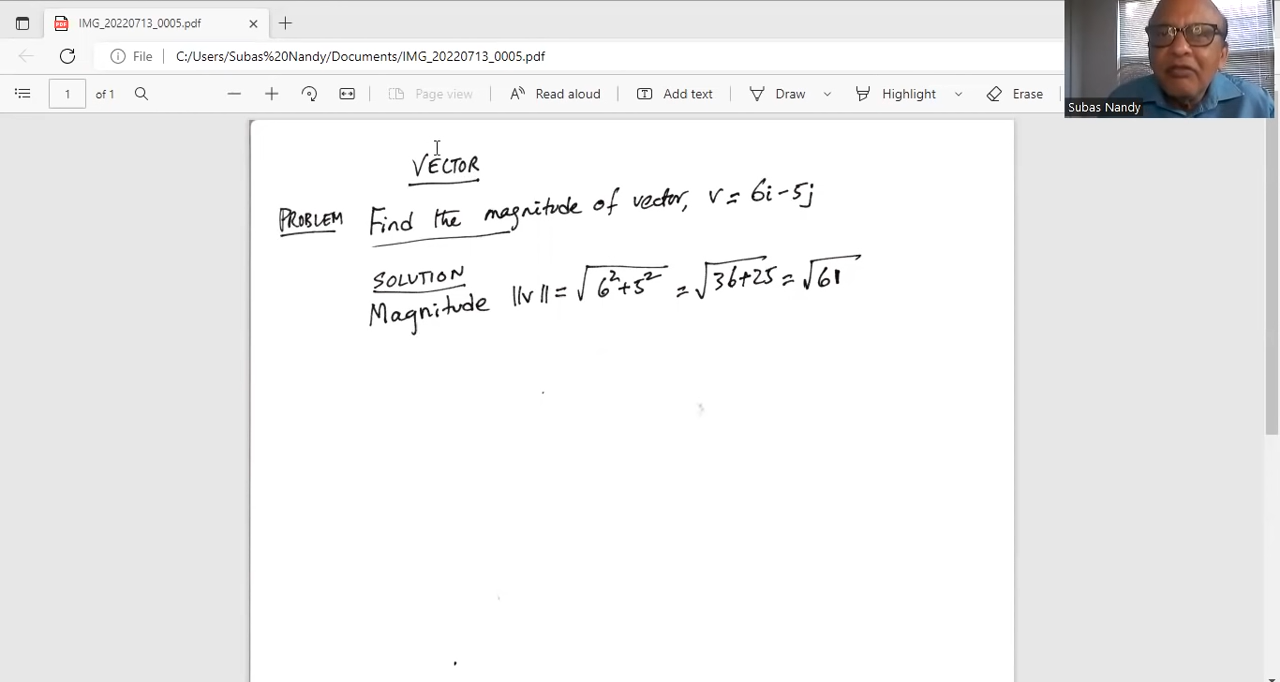 IMG_20220713_0005.pdf
File C:/Users/Subas%20Nandy/Documents/IMG_20220713_0005.pdf
1 of 1 Page view Read aloud Add text Draw Highlight Erase
Subas Nandy
VECTOR
PROBLEM Find the magnitude of vector, v = 6i - 5j
SOLUTION
Magnitude ||v|| = √(6²+5²) = √(36+25) = √61